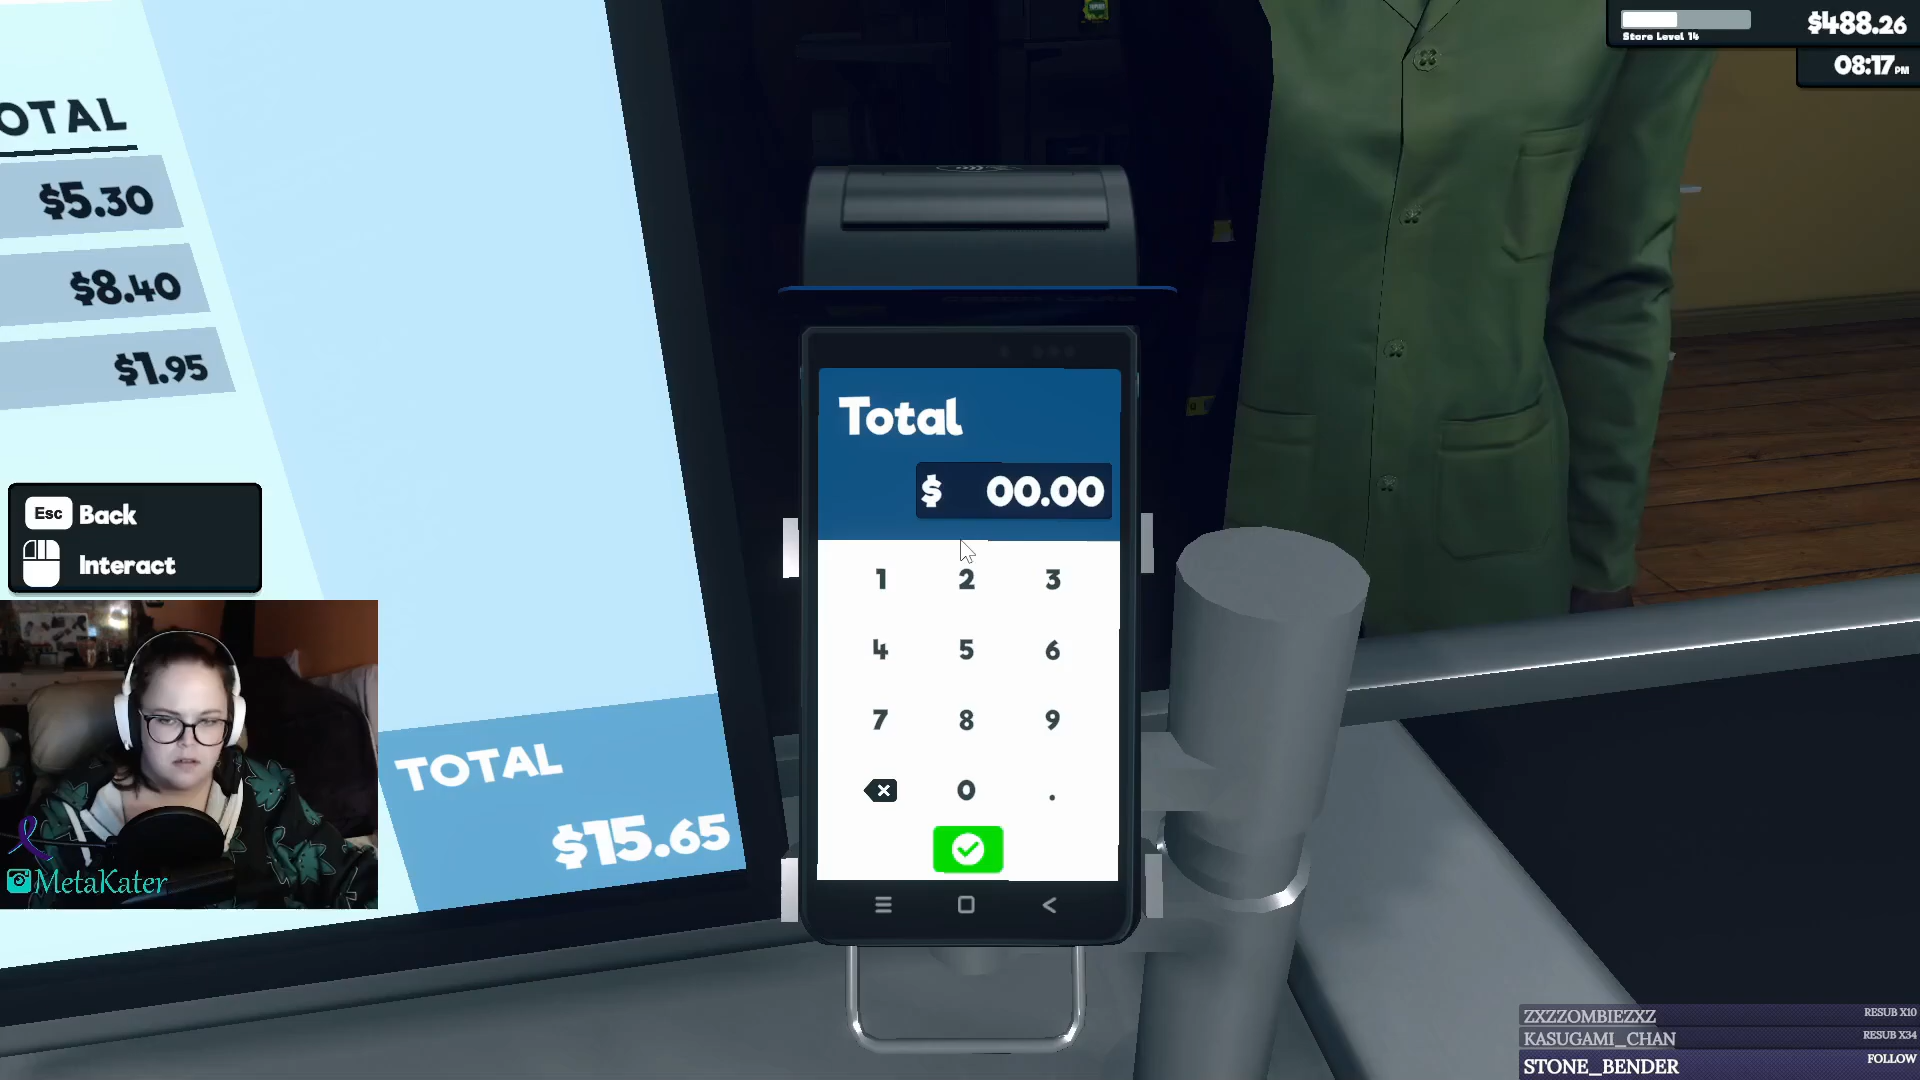 Store Level 14
$488.26
08:17 PM
OTAL
$5.30
$8.40
$1.95
Total
$ 00.00
Esc Back
Interact
1 2 3
4 5 6
7 8 9
0 .
TOTAL
$15.65
MetaKater
ZXZZOMBIEZXZ RESUB X10
KASUGAMI_CHAN RESUB X34
STONE_BENDER FOLLOW